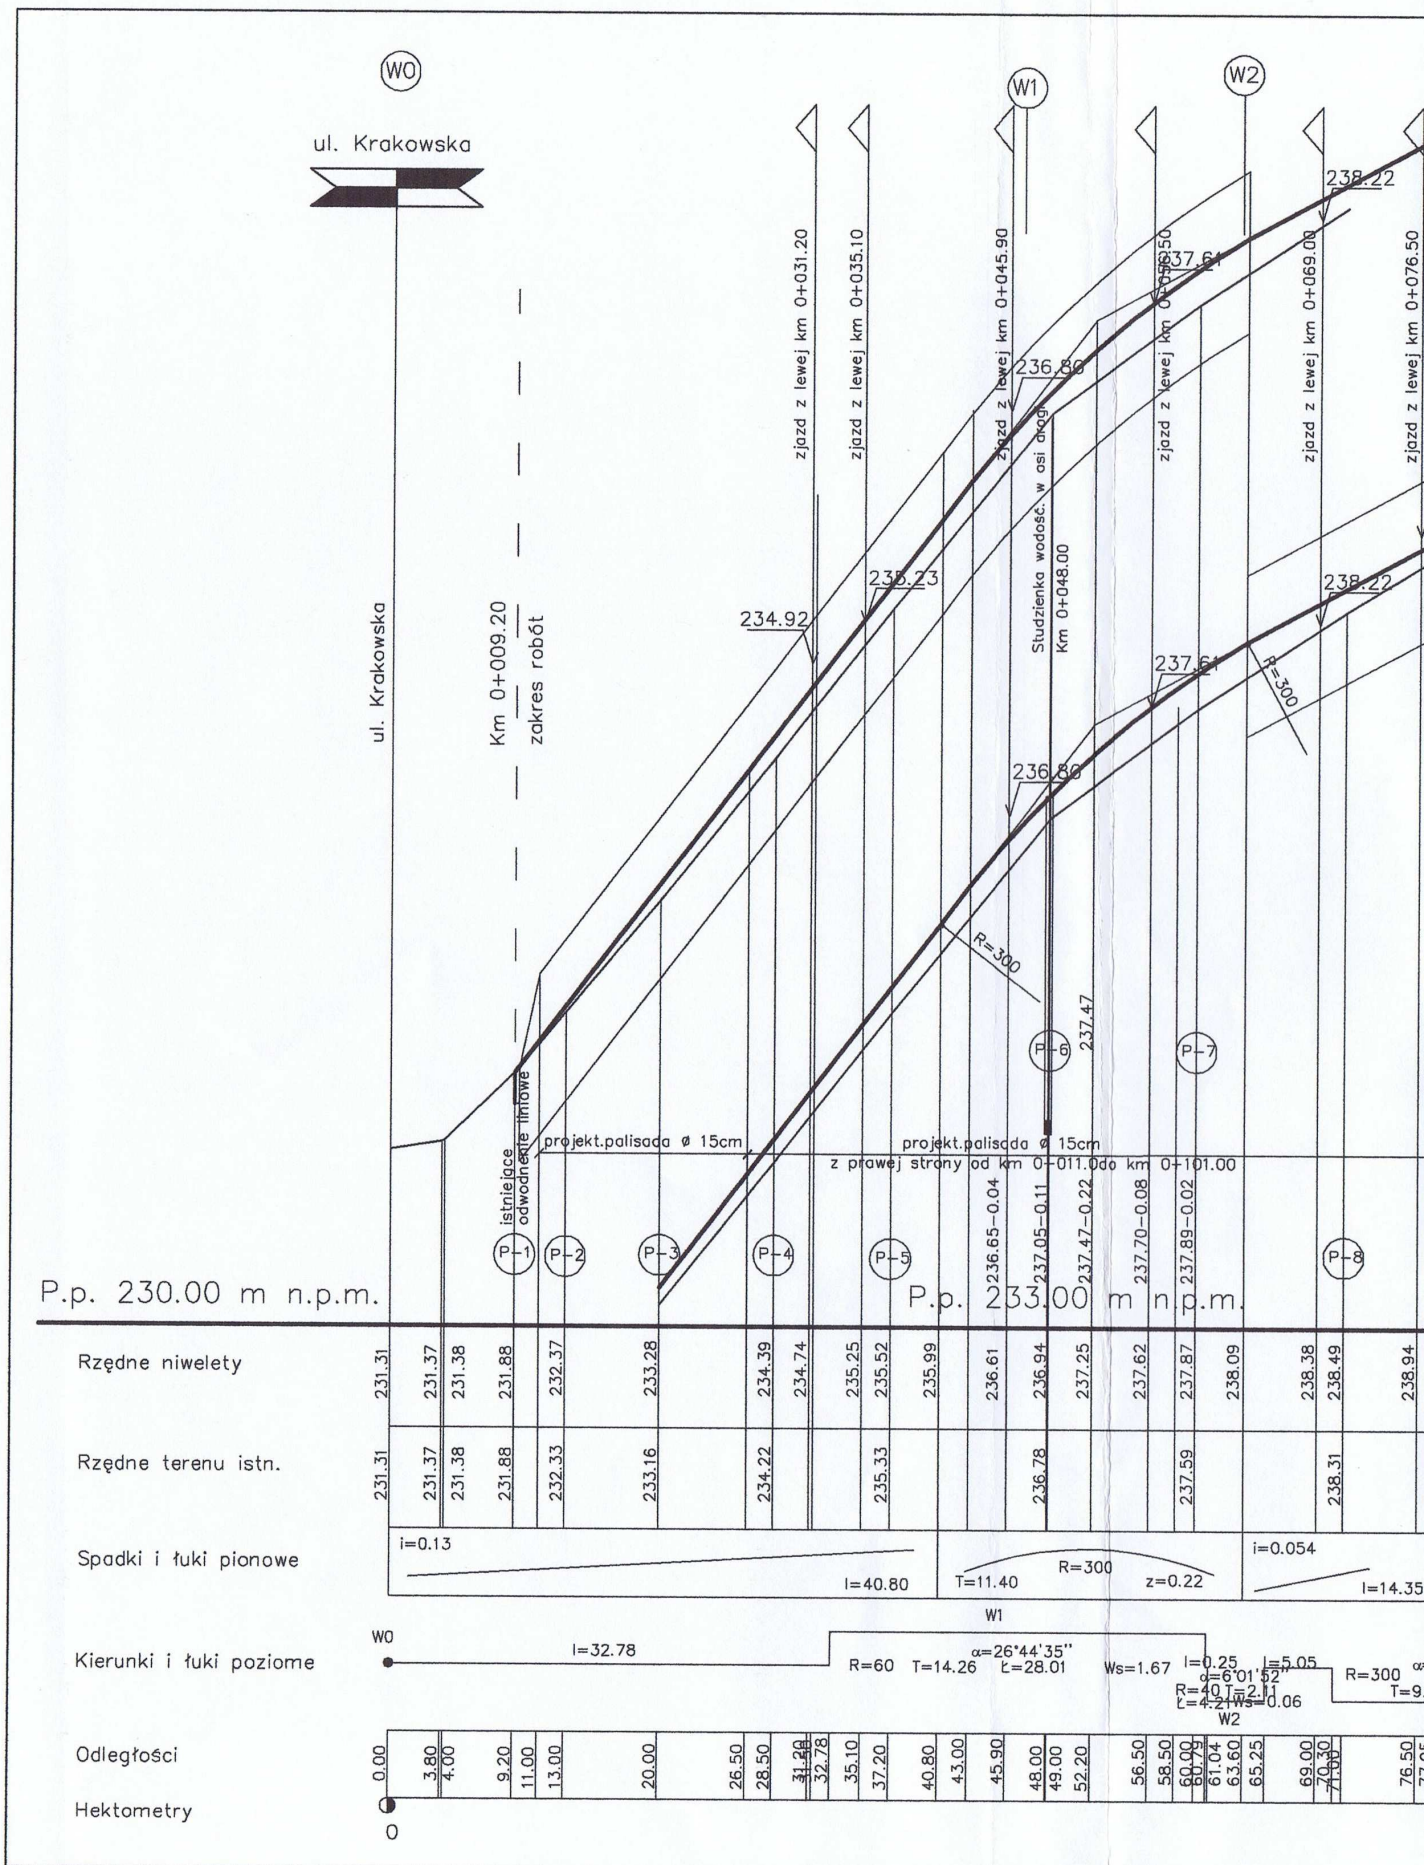 W0
W1
W2
ul. Krakowska
238.22
zjazd z lewej km 0+031.20
zjazd z lewej km 0+035.10
zjazd z lewej km 0+045.90
zjazd z lewej km 0+056.50
zjazd z lewej km 0+069.00
zjazd z lewej km 0+076.50
237.61
236.80
Studzienka wodość. w osi drogi
Km 0+048.00
235.23
234.92
238.22
ul. Krakowska
Km 0+009.20
zakres robót
237.61
R=300
236.80
R=300
237.47
P-6
P-7
istniejące
odwodnienie liniowe
projekt.palisada ø 15cm
projekt.palisada ø 15cm
z prawej strony od km 0-011.0do km 0-101.00
236.65-0.04
237.05-0.11
237.47-0.22
237.70-0.08
237.89-0.02
P-1
P-2
P-3
P-4
P-5
P-8
P.p. 230.00 m n.p.m.
P.p. 233.00 m n.p.m.
Rzędne niwelety
231.31 231.37 231.38 231.88 232.37 233.28 234.39 234.74 235.25 235.52 235.99 236.61 236.94 237.25 237.62 237.87 238.09 238.38 238.49 238.94
Rzędne terenu istn.
231.31 231.37 231.38 231.88 232.33 233.16 234.22 235.33 236.78 237.59 238.31
Spadki i łuki pionowe
i=0.13
l=40.80
T=11.40
R=300
z=0.22
i=0.054
l=14.35
W1
Kierunki i łuki poziome
W0
l=32.78
α=26°44'35"
R=60 T=14.26 Ł=28.01 Ws=1.67
l=0.25
l=5.05
α=6°01'52"
R=40 T=2.11
Ł=4.21 Ws=0.06
R=300
W2
Odległości
0.00 3.80 4.00 9.20 11.00 13.00 20.00 26.50 28.50 31.20 32.78 35.10 37.20 40.80 43.00 45.90 48.00 49.00 52.20 56.50 58.50 60.00 60.79 61.04 63.60 65.25 69.00 70.30 71.00 76.50
Hektometry
0